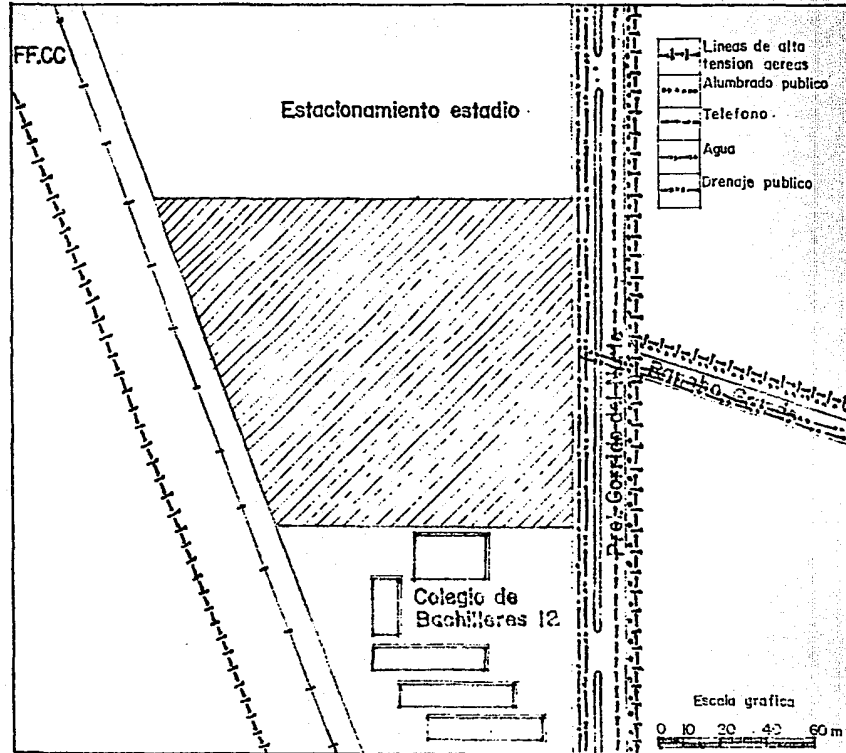 FF.CC
Estacionamiento estadio
Lineas de alta
tension aereas
Alumbrado publico
Telefono
Agua
Drenaje publico
Colegio de
Bachilleres 12
Escala grafica
0 10 20 40 60 m